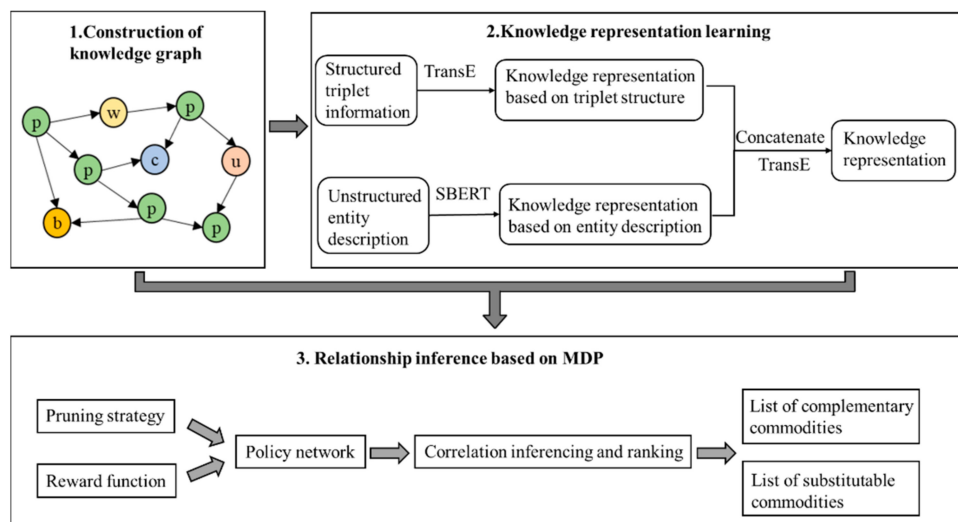 1.Construction of
knowledge graph
p
w
p
p
c
u
b
p
p
2.Knowledge representation learning
Structured
triplet
information
TransE
Knowledge representation
based on triplet structure
Unstructured
entity
description
SBERT
Knowledge representation
based on entity description
Concatenate
TransE
Knowledge
representation
3. Relationship inference based on MDP
Pruning strategy
Reward function
Policy network
Correlation inferencing and ranking
List of complementary
commodities
List of substitutable
commodities